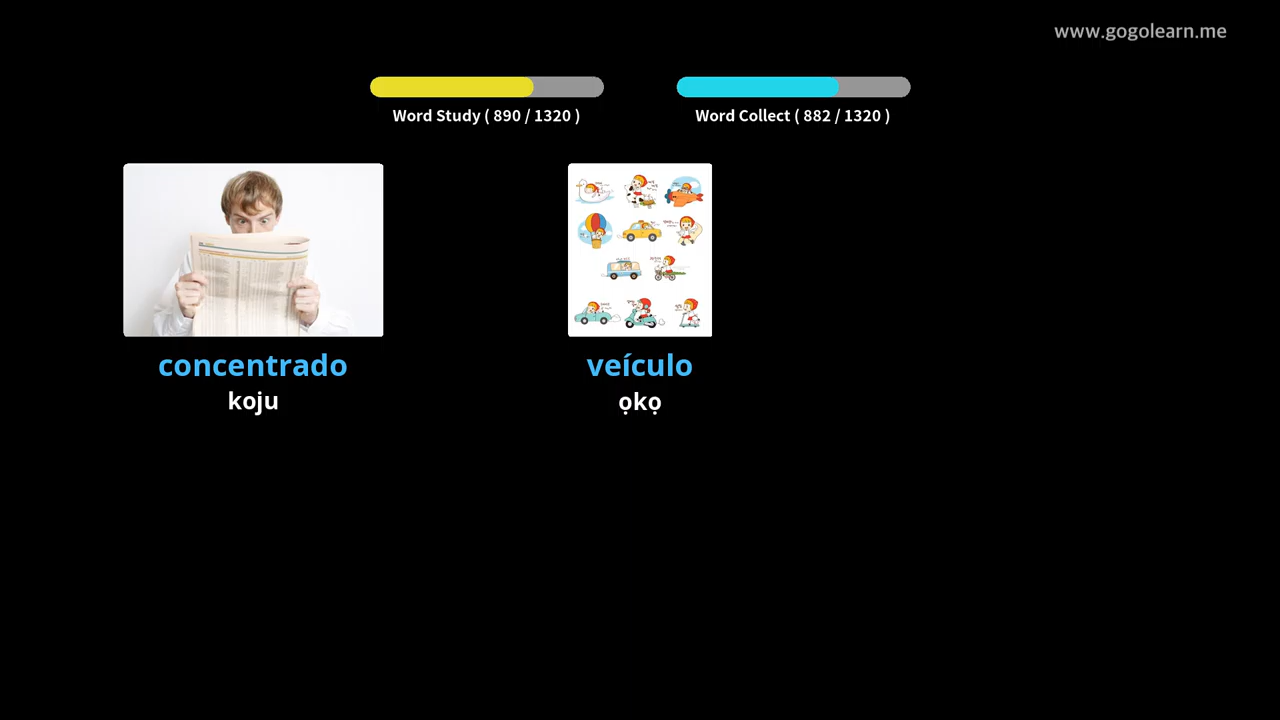 www.gogolearn.me
Word Study ( 890 / 1320 )
Word Collect ( 882 / 1320 )
concentrado
koju
veículo
ọkọ